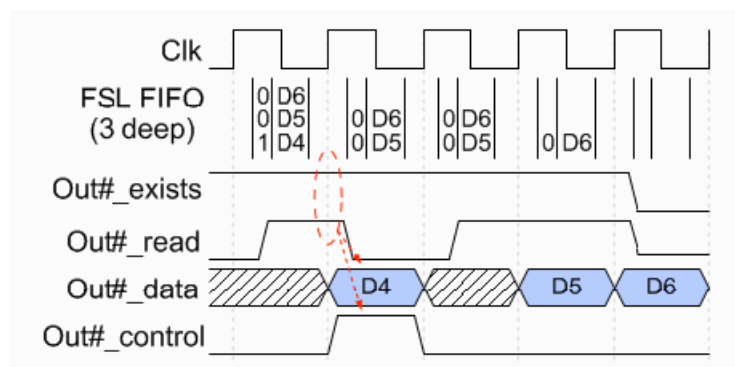 Clk
FSL FIFO
(3 deep)
0 D6
0 D5
1 D4
0 D6
0 D5
0 D6
0 D5
0 D6
Out#_exists
Out#_read
Out#_data
D4
D5
D6
Out#_control